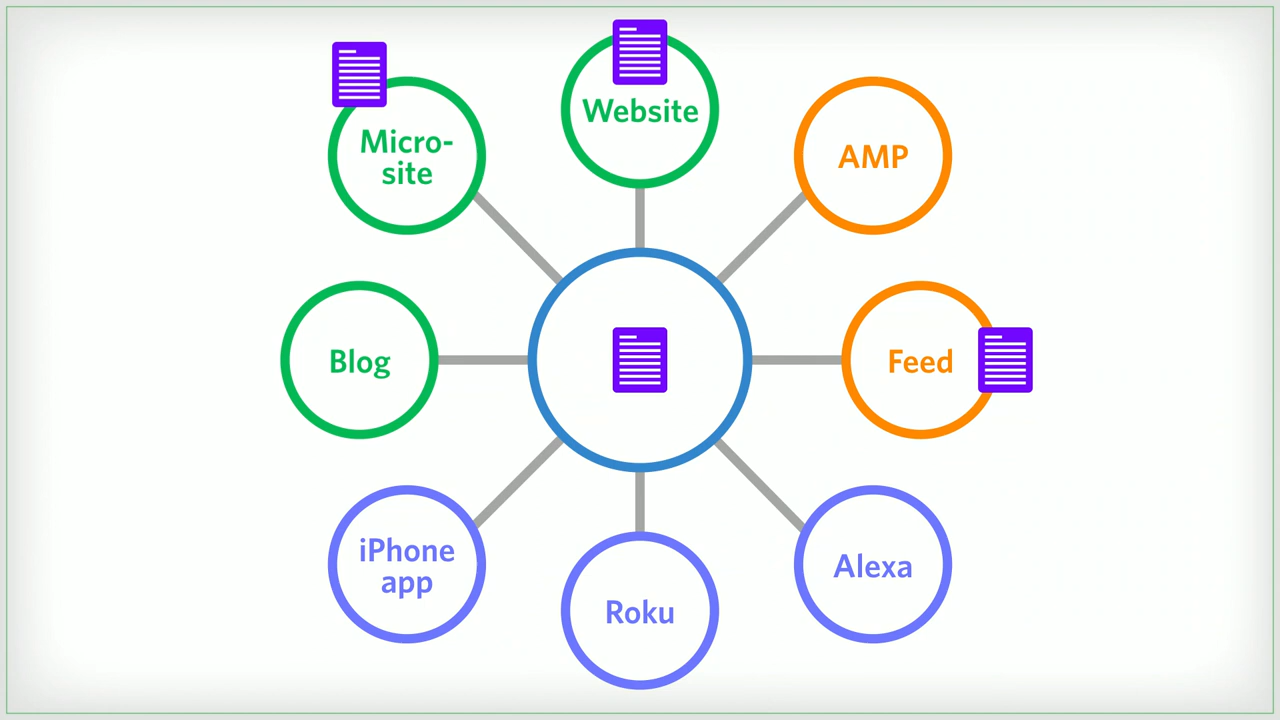 Website
Micro-
site
AMP
Blog
Feed
iPhone
app
Alexa
Roku